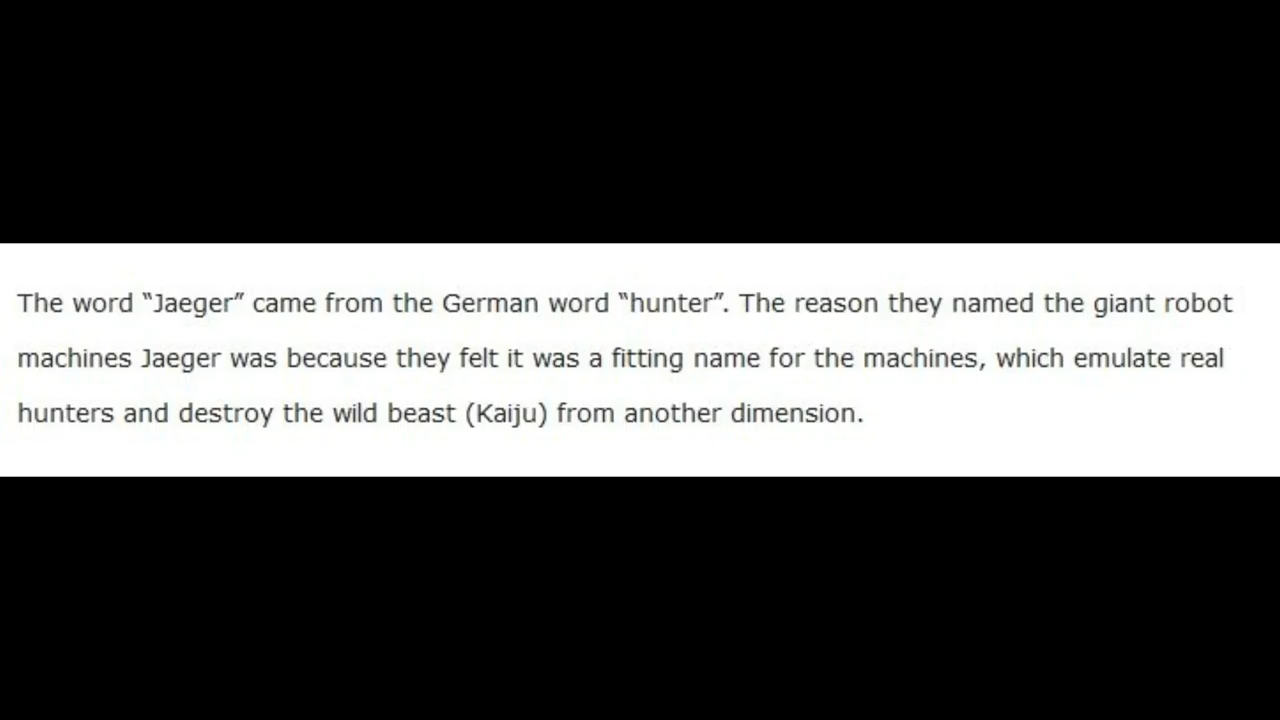 The word “Jaeger” came from the German word “hunter”. The reason they named the giant robot
machines Jaeger was because they felt it was a fitting name for the machines, which emulate real
hunters and destroy the wild beast (Kaiju) from another dimension.